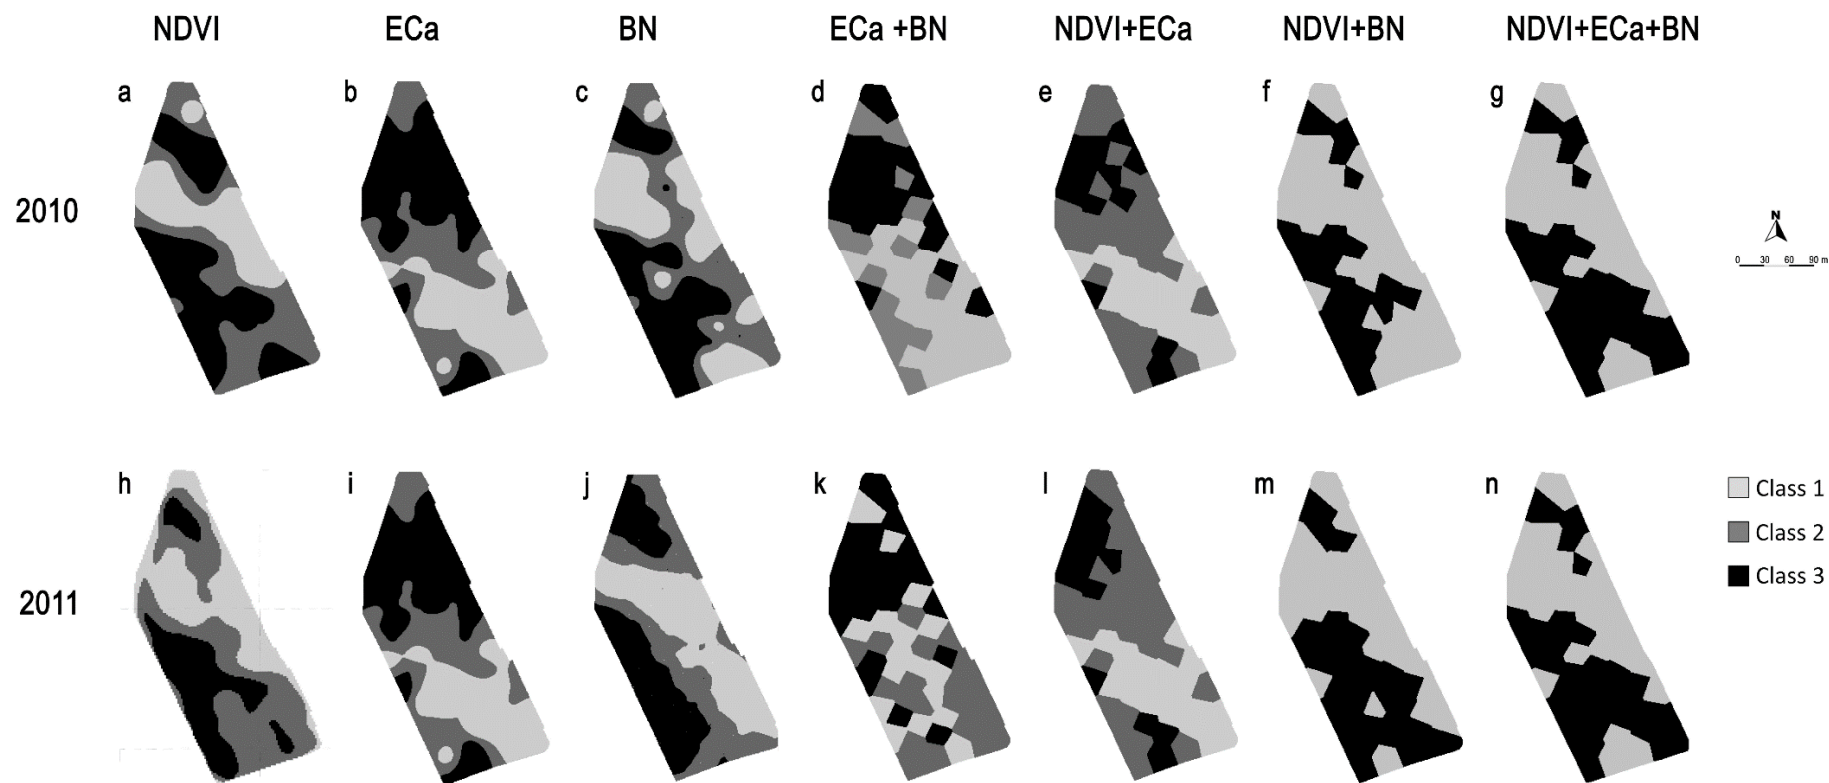 NDVI ECa BN ECa +BN NDVI+ECa NDVI+BN NDVI+ECa+BN
a b c d e f g
2010
N
0 30 60 90 m
h i j k l m n
Class 1
Class 2
Class 3
2011